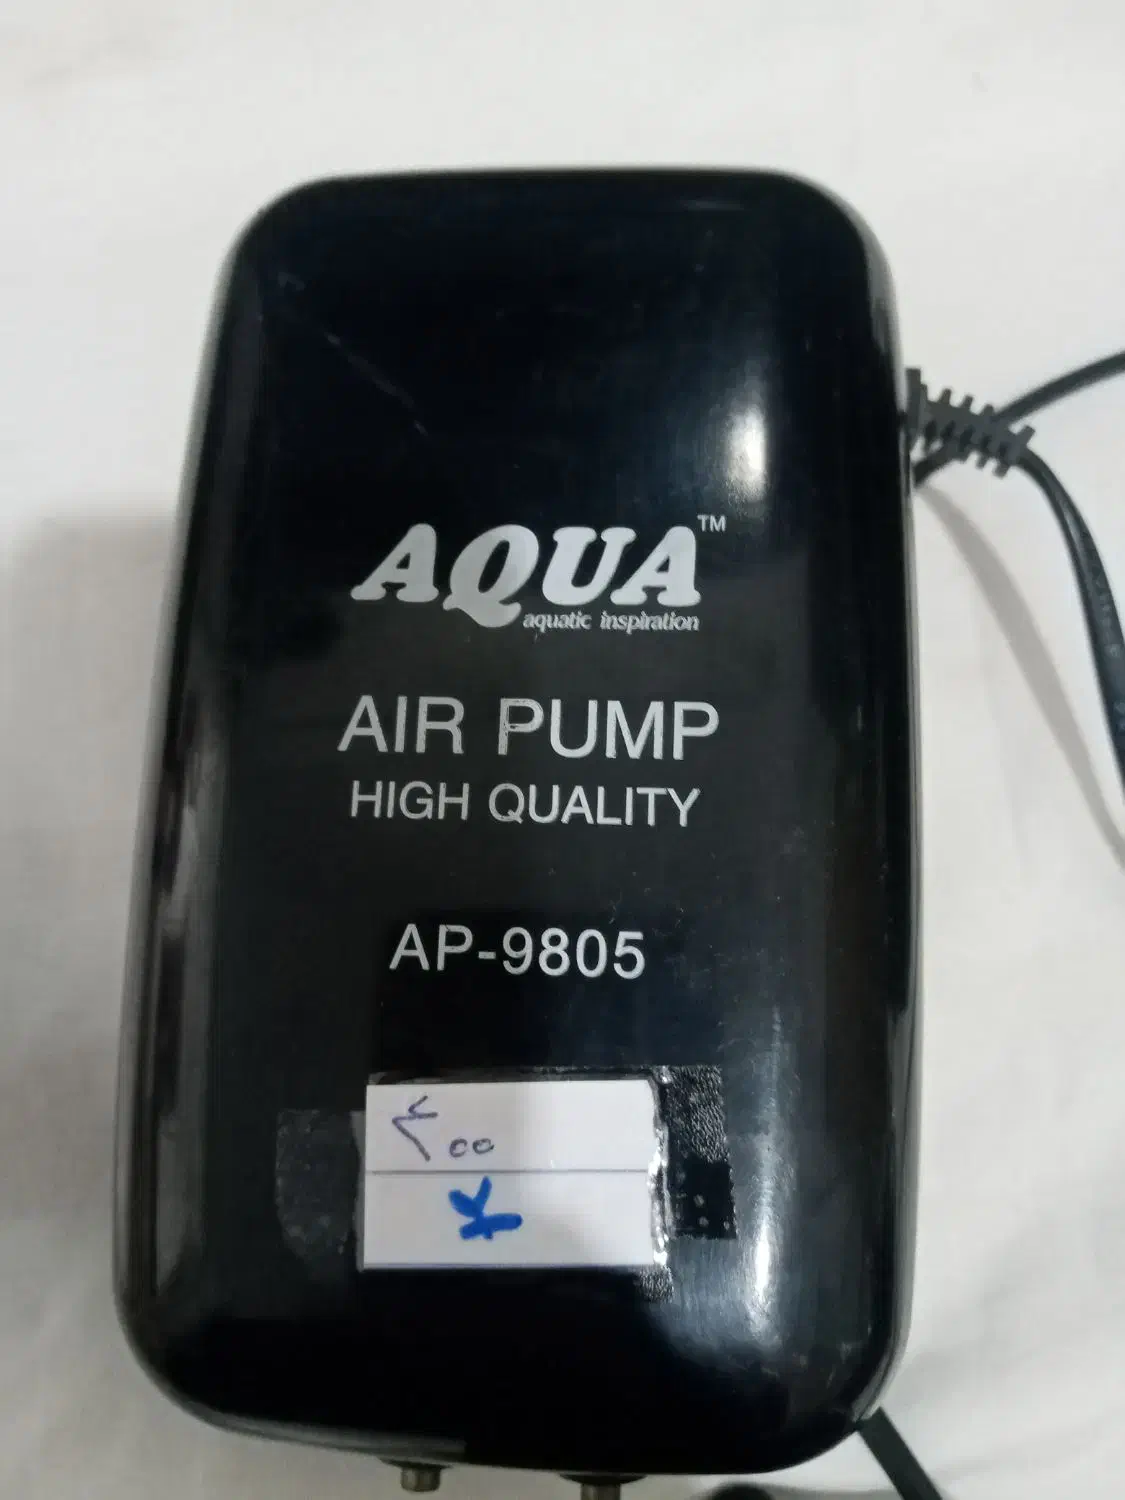 AQUA™
aquatic inspiration
AIR PUMP
HIGH QUALITY
AP-9805